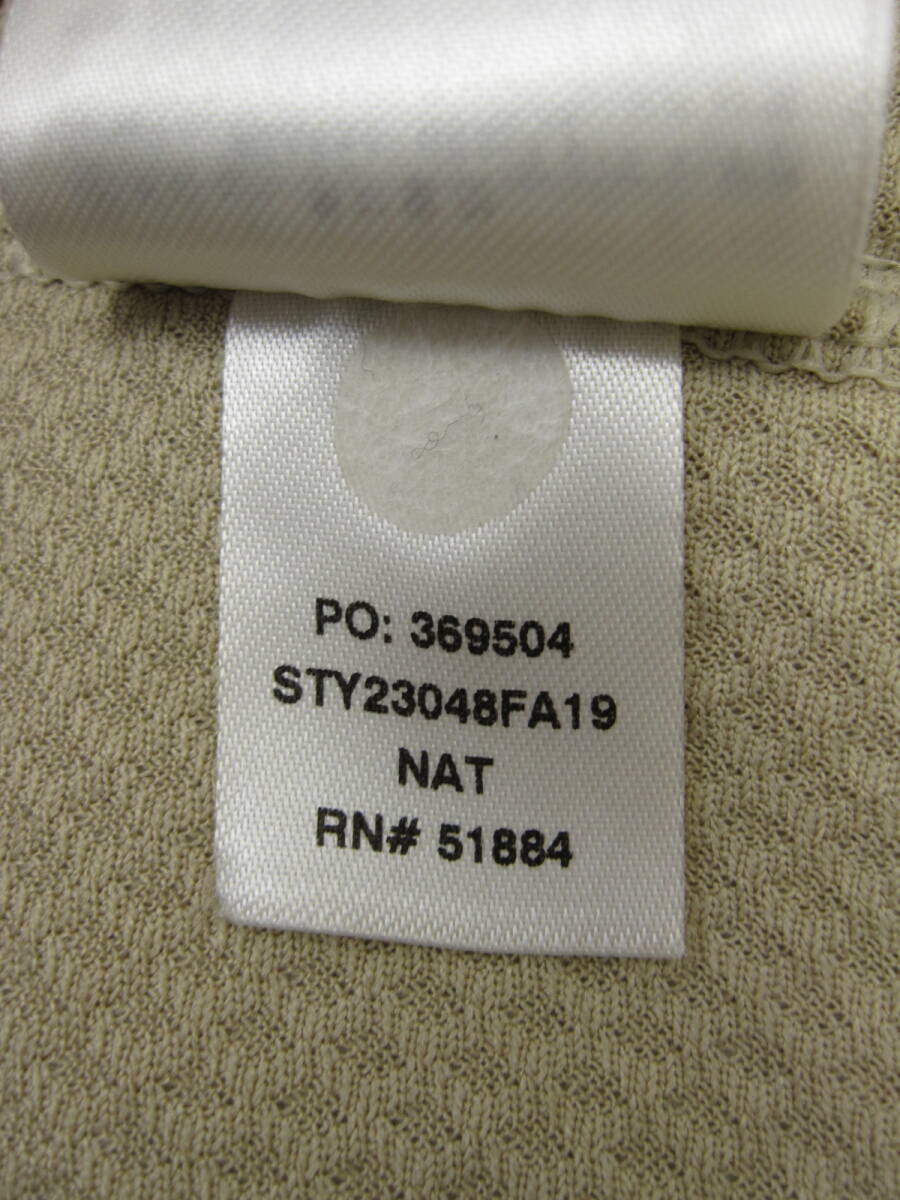 PO: 369504
STY23048FA19
NAT
RN# 51884